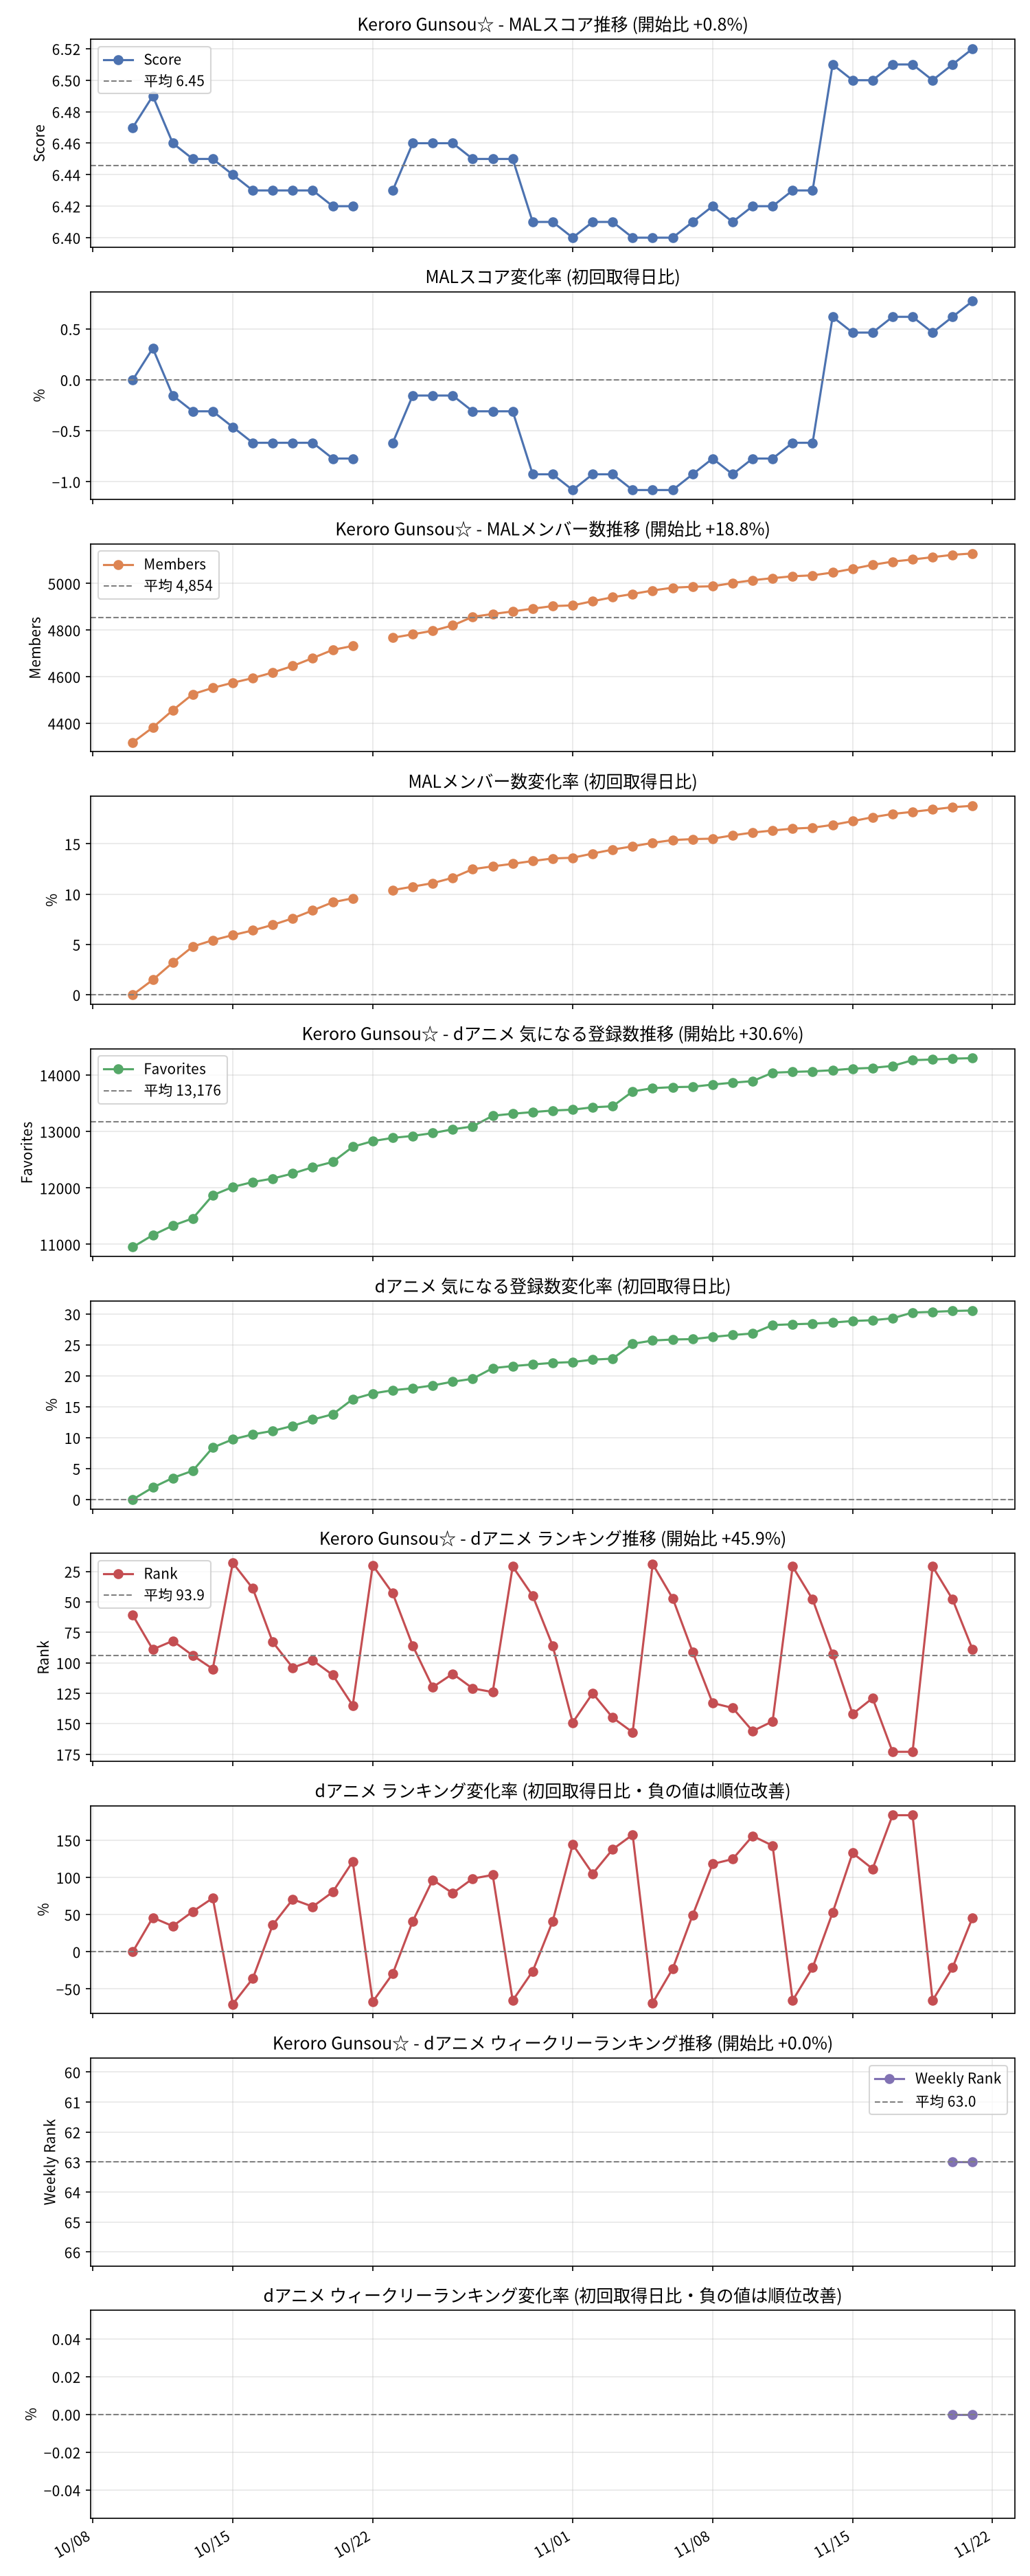 Keroro Gunsou☆ - MALスコア推移 (開始比 +0.8%)
Score
平均 6.45
6.52
6.50
6.48
6.46
6.44
6.42
6.40
Score
MALスコア変化率 (初回取得日比)
0.5
0.0
−0.5
−1.0
%
Keroro Gunsou☆ - MALメンバー数推移 (開始比 +18.8%)
Members
平均 4,854
5000
4800
4600
4400
Members
MALメンバー数変化率 (初回取得日比)
15
10
5
0
%
Keroro Gunsou☆ - dアニメ 気になる登録数推移 (開始比 +30.6%)
Favorites
平均 13,176
14000
13000
12000
11000
Favorites
dアニメ 気になる登録数変化率 (初回取得日比)
30
25
20
15
10
5
0
%
Keroro Gunsou☆ - dアニメ ランキング推移 (開始比 +45.9%)
Rank
平均 93.9
25
50
75
100
125
150
175
Rank
dアニメ ランキング変化率 (初回取得日比・負の値は順位改善)
150
100
50
0
−50
%
Keroro Gunsou☆ - dアニメ ウィークリーランキング推移 (開始比 +0.0%)
Weekly Rank
平均 63.0
60
61
62
63
64
65
66
Weekly Rank
dアニメ ウィークリーランキング変化率 (初回取得日比・負の値は順位改善)
0.04
0.02
0.00
−0.02
−0.04
%
10/08 10/15 10/22 11/01 11/08 11/15 11/22